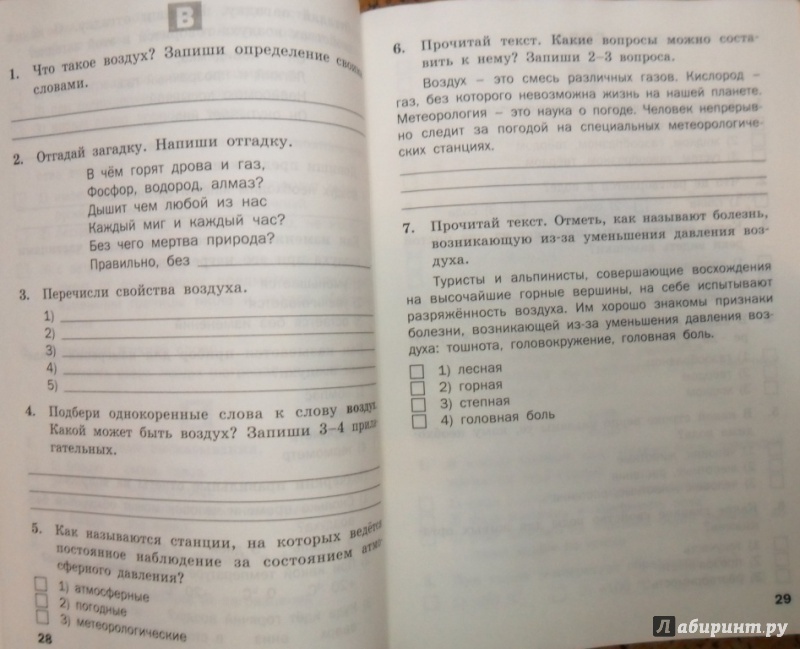 В
1. Что такое воздух? Запиши определение своими
словами.
2. Отгадай загадку. Напиши отгадку.
В чём горят дрова и газ,
Фосфор, водород, алмаз?
Дышит чем любой из нас
Каждый миг и каждый час?
Без чего мертва природа?
Правильно, без
3. Перечисли свойства воздуха.
1)
2)
3)
4)
5)
4. Подбери однокоренные слова к слову воздух.
Какой может быть воздух? Запиши 3–4 прила-
гательных.
5. Как называются станции, на которых ведётся
постоянное наблюдение за состоянием атмо-
сферного давления?
1) атмосферные
2) погодные
3) метеорологические
28
6. Прочитай текст. Какие вопросы можно соста-
вить к нему? Запиши 2–3 вопроса.
Воздух – это смесь различных газов. Кислород –
газ, без которого невозможна жизнь на нашей планете.
Метеорология – это наука о погоде. Человек непрерыв-
но следит за погодой на специальных метеорологиче-
ских станциях.
7. Прочитай текст. Отметь, как называют болезнь,
возникающую из-за уменьшения давления воз-
духа.
Туристы и альпинисты, совершающие восхождения
на высочайшие горные вершины, на себе испытывают
разряжённость воздуха. Им хорошо знакомы признаки
болезни, возникающей из-за уменьшения давления воз-
духа: тошнота, головокружение, головная боль.
1) лесная
2) горная
3) степная
4) головная боль
29
Лабиринт.ру